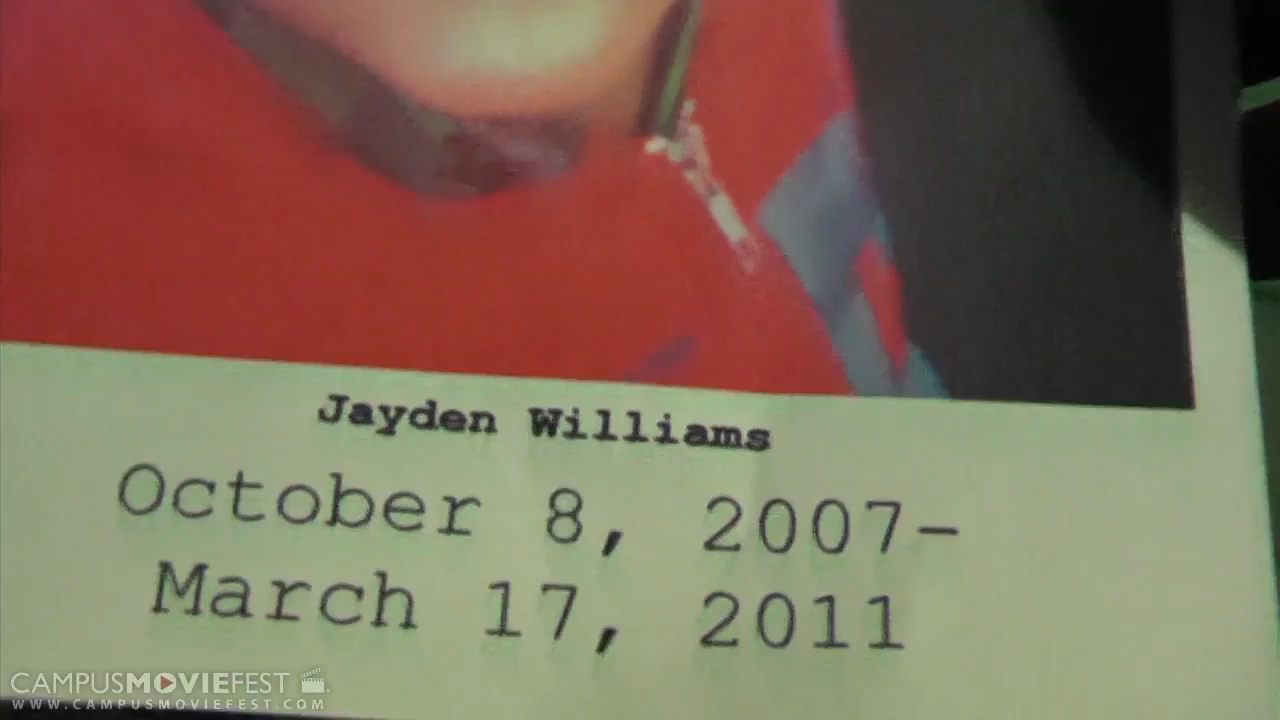 Jayden Williams
October 8, 2007-
March 17, 2011
CAMPUSMOVIEFEST
WWW.CAMPUSMOVIEFEST.COM